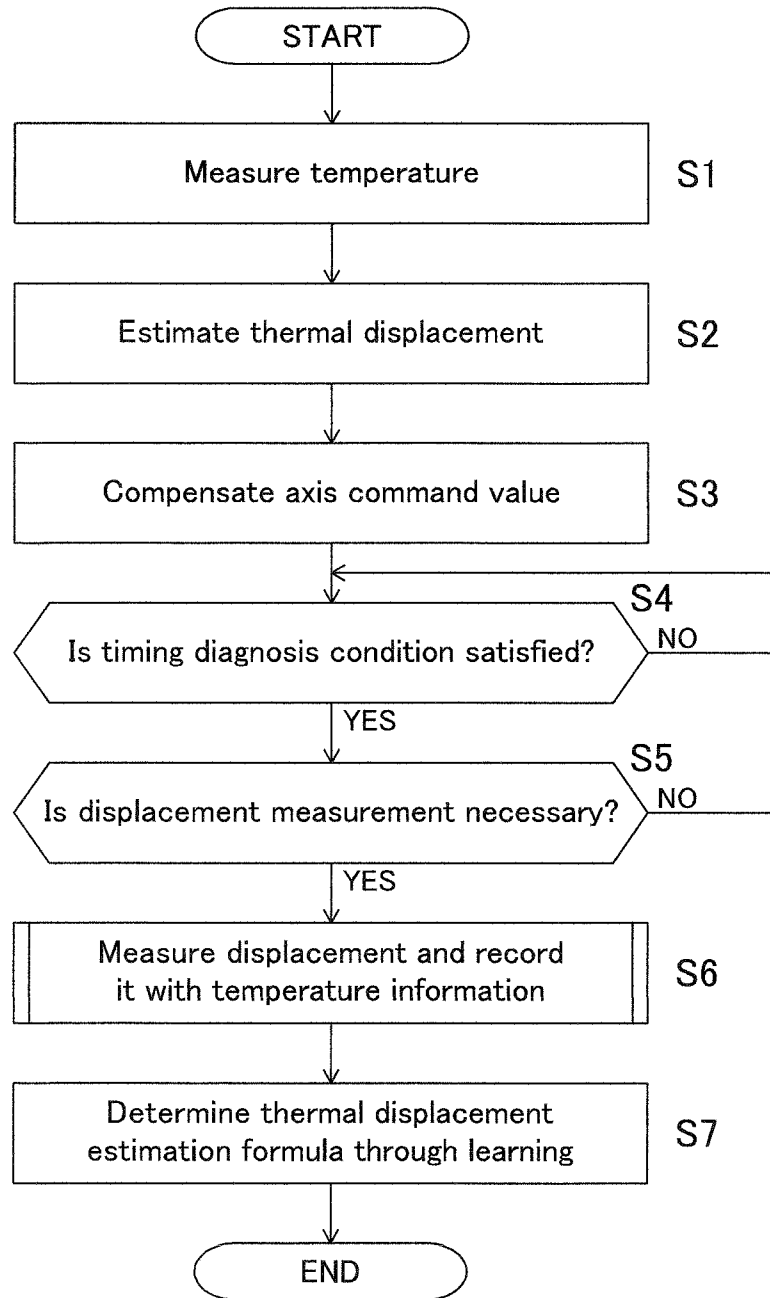 START
Measure temperature
S1
Estimate thermal displacement
S2
Compensate axis command value
S3
S4
Is timing diagnosis condition satisfied?
NO
YES
S5
Is displacement measurement necessary?
NO
YES
Measure displacement and record
it with temperature information
S6
Determine thermal displacement
estimation formula through learning
S7
END